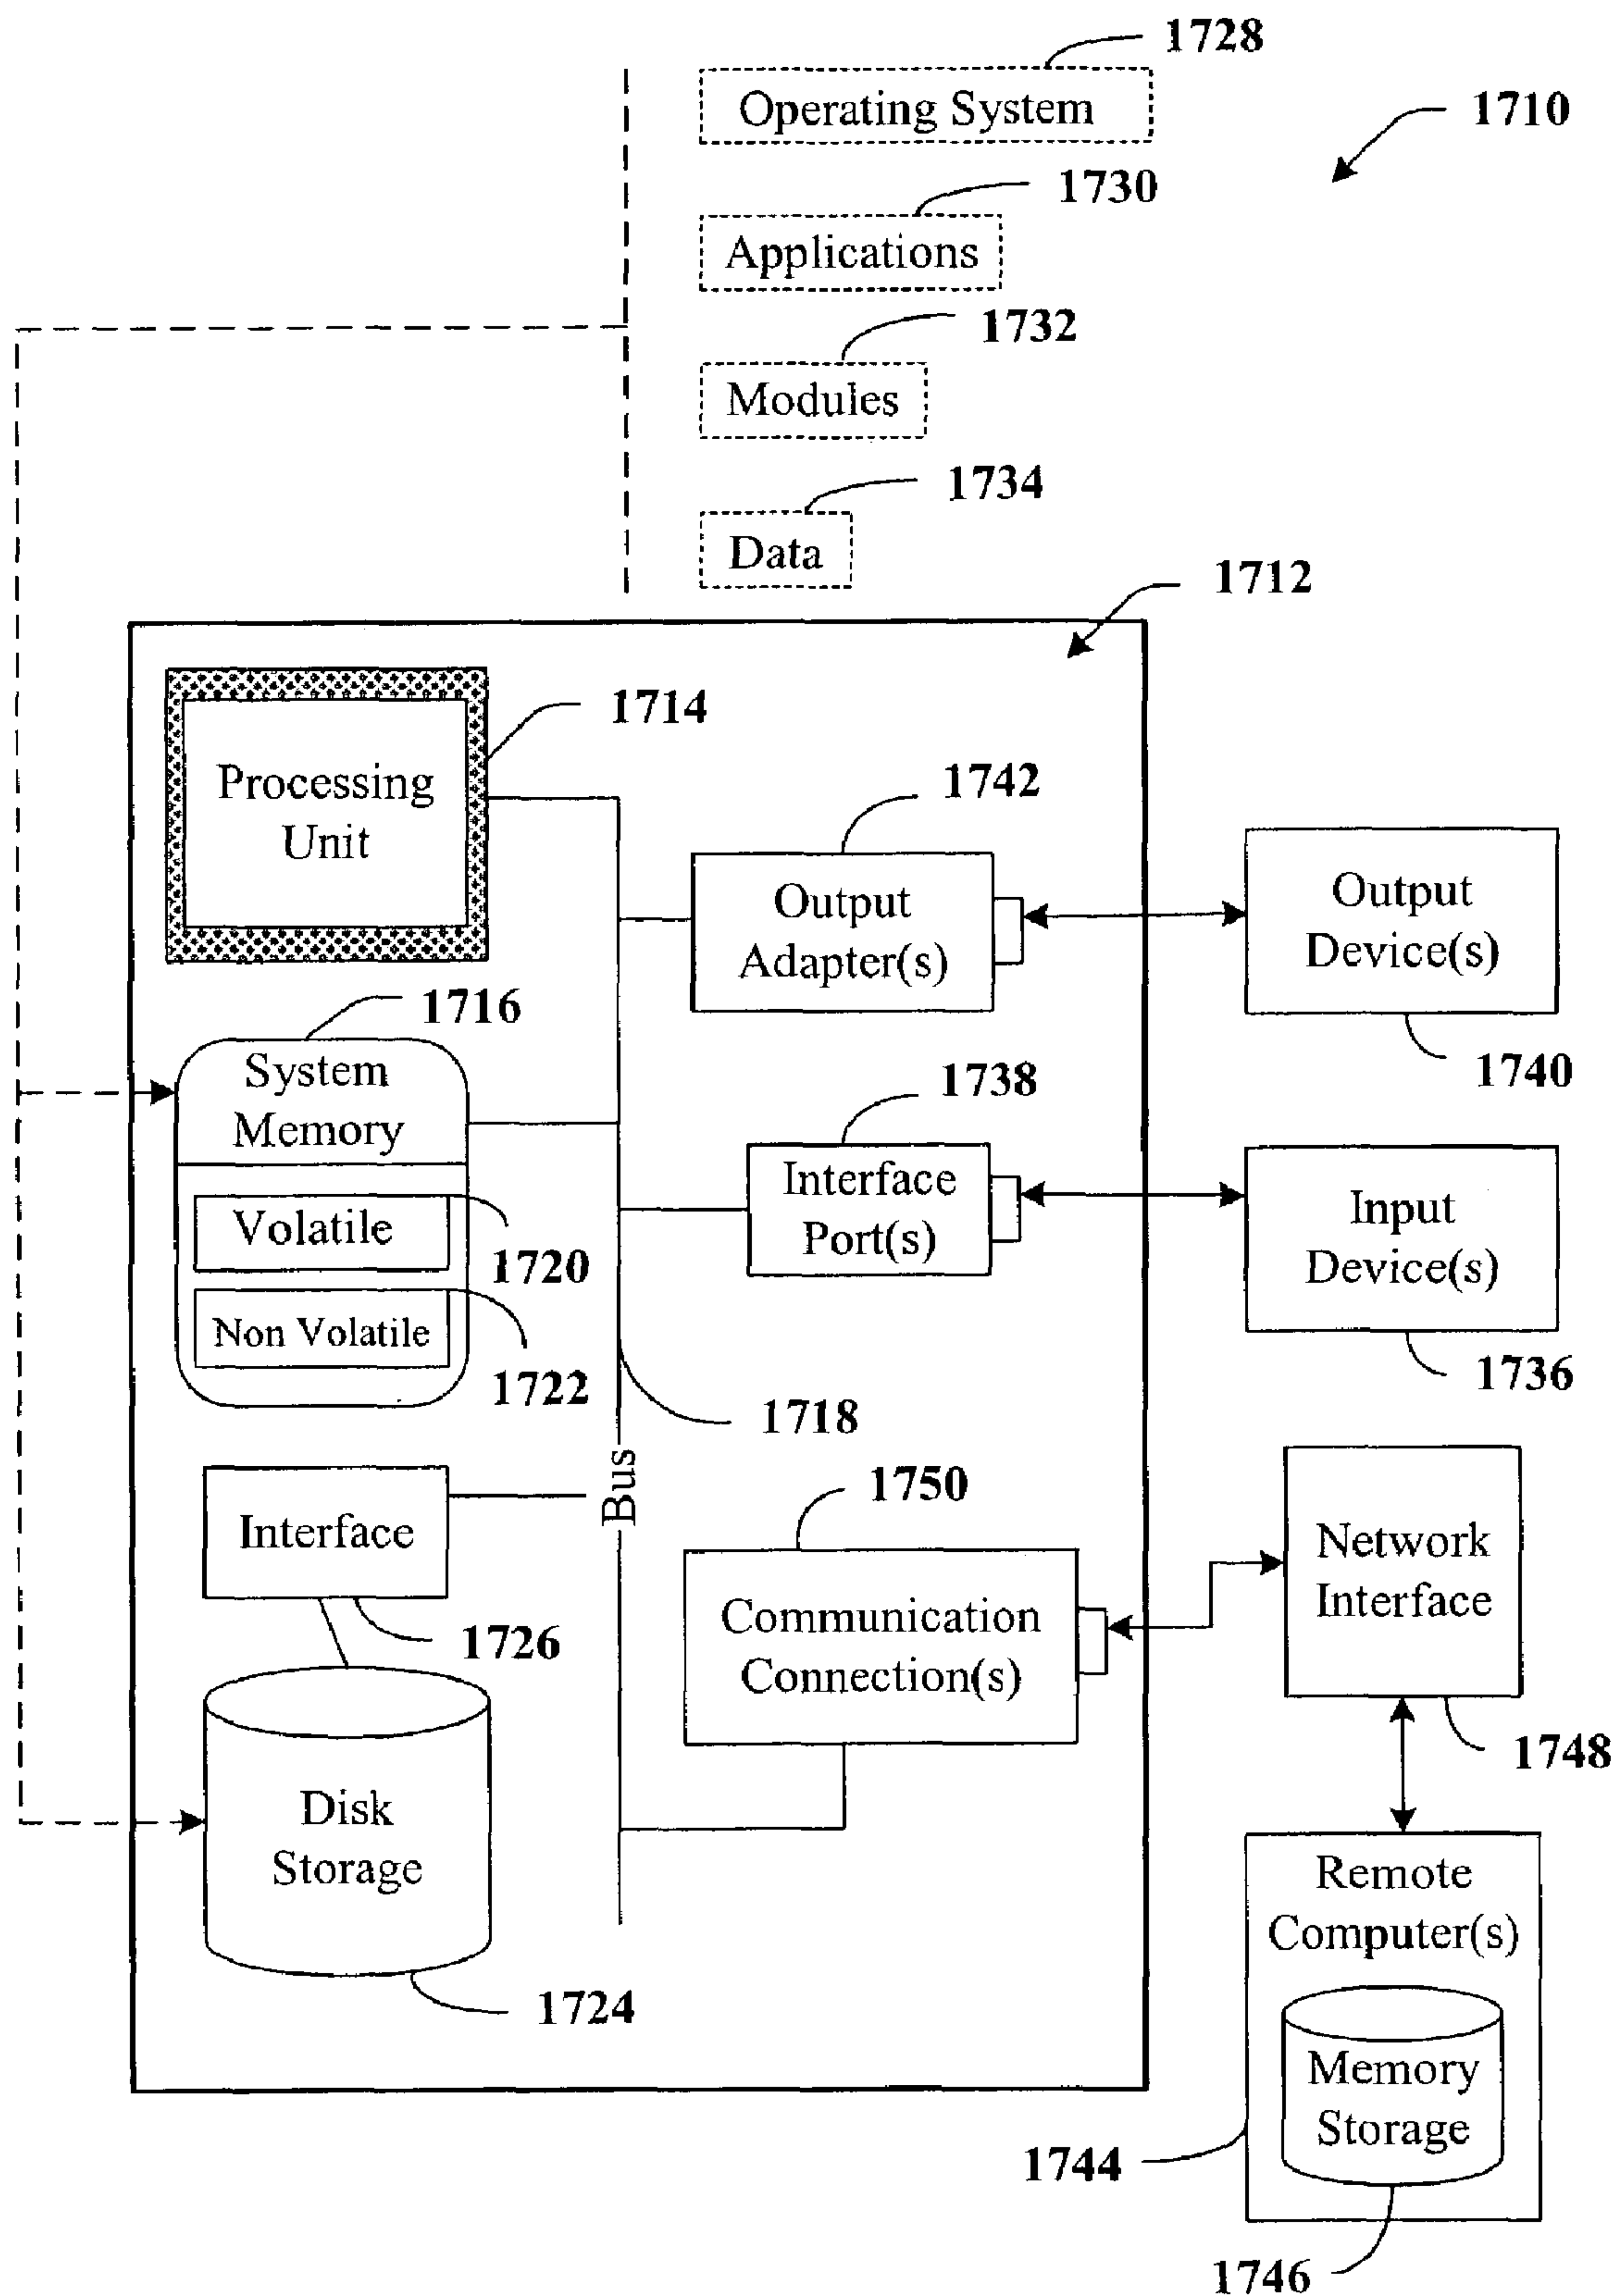 1728
Operating System
1710
1730
Applications
1732
Modules
1734
Data
1712
1714
Processing
Unit
1742
Output
Adapter(s)
Output
Device(s)
1740
1716
System
Memory
1738
Interface
Port(s)
Input
Device(s)
1736
Volatile
1720
Non Volatile
1722
1718
Bus
Interface
1726
1750
Communication
Connection(s)
Network
Interface
1748
Disk
Storage
1724
Remote
Computer(s)
Memory
Storage
1744
1746